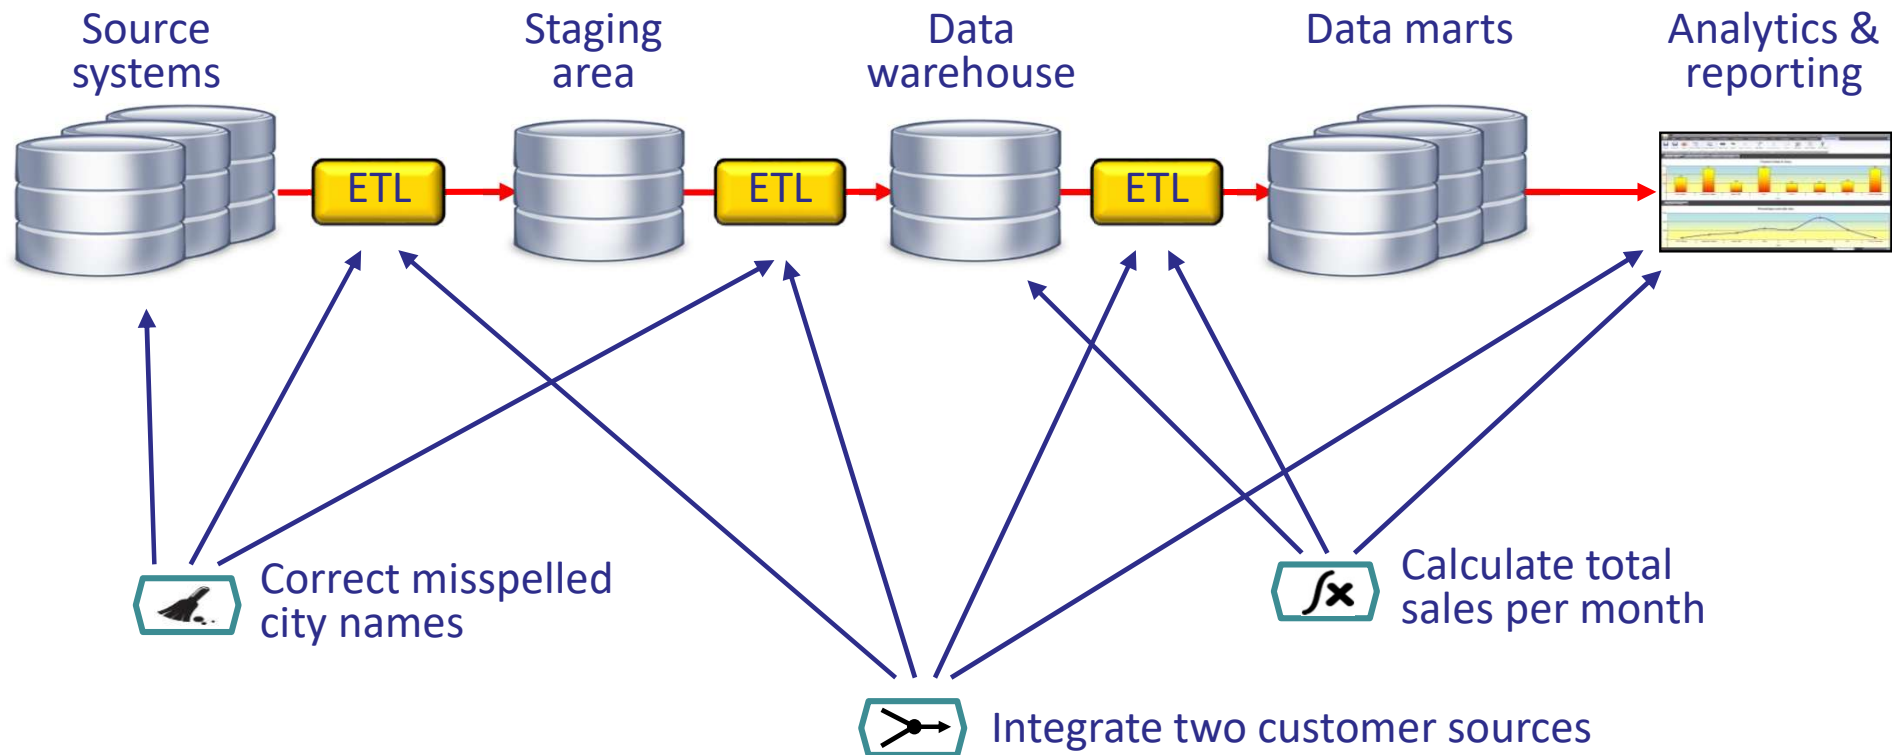 Source
systems
Staging
area
Data
warehouse
Data marts
Analytics &
reporting
ETL
ETL
ETL
Correct misspelled
city names
Calculate total
sales per month
Integrate two customer sources